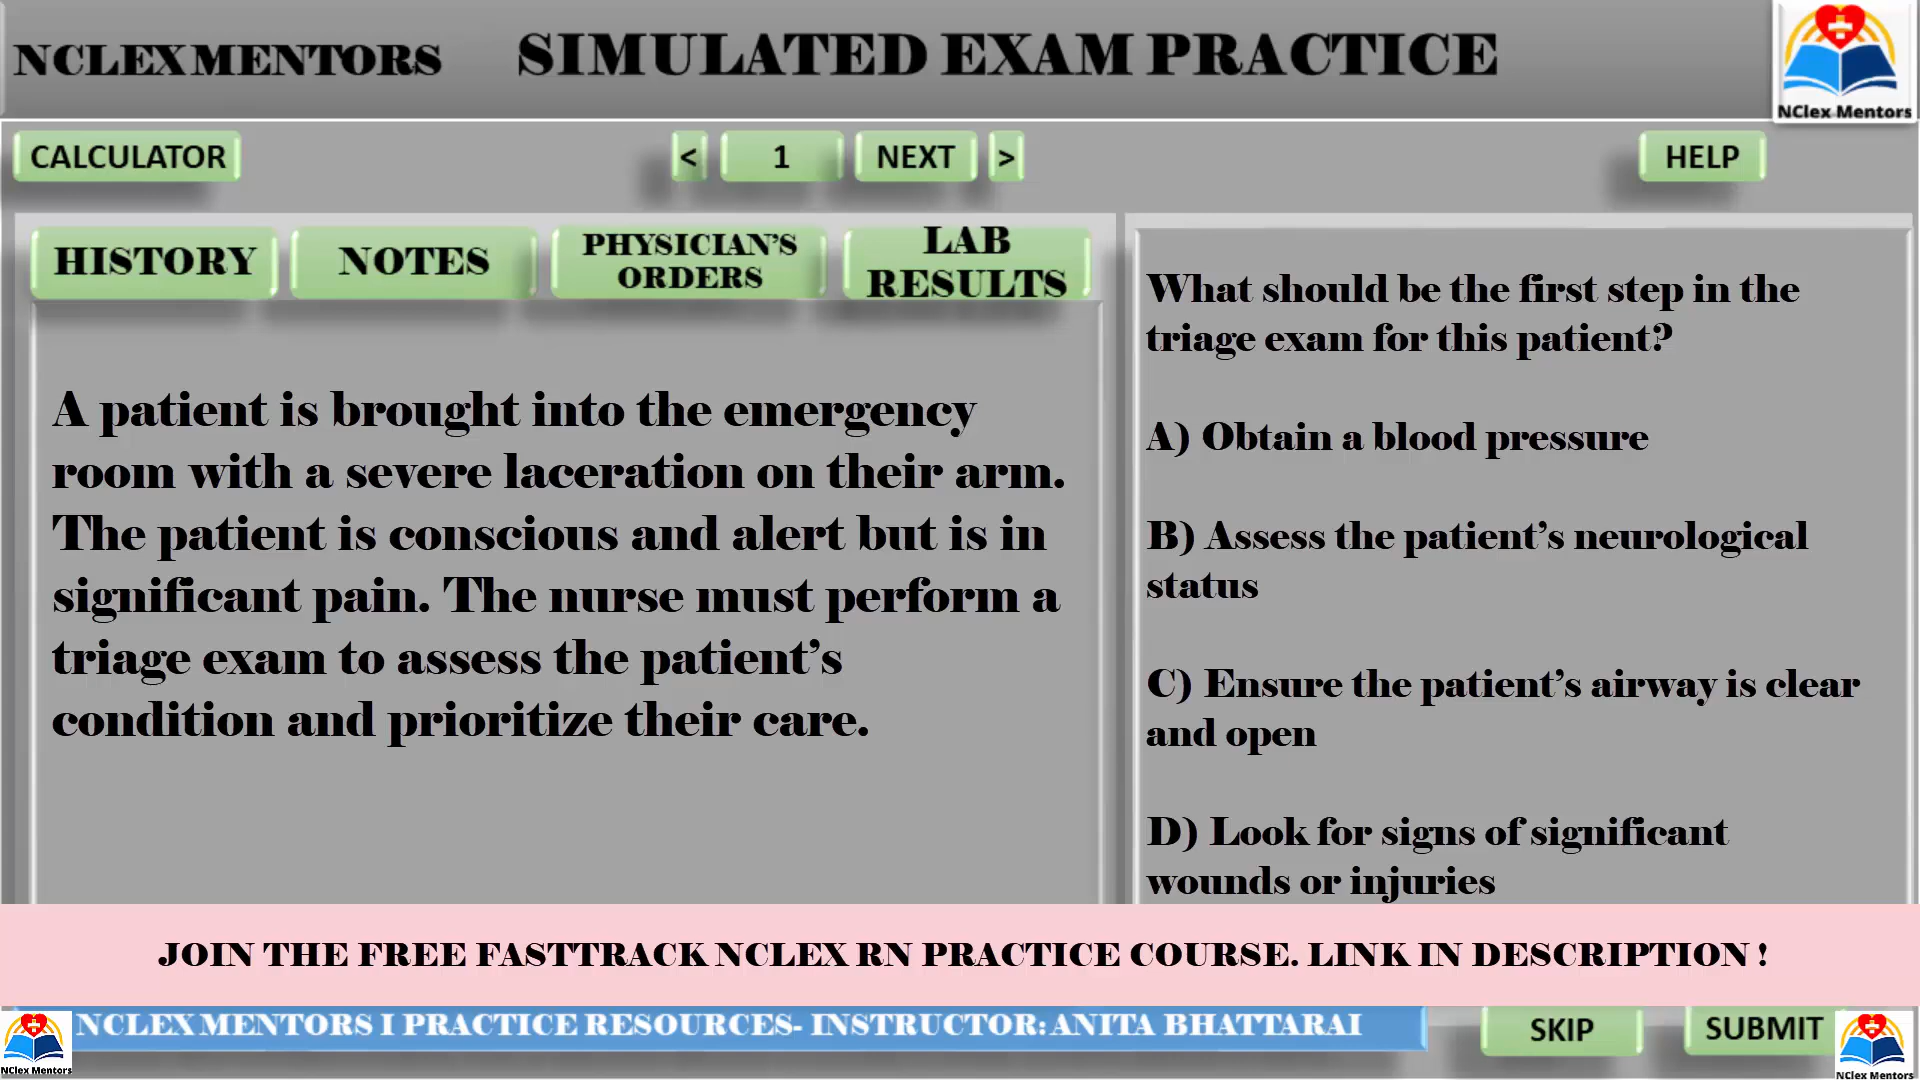 NCLEX MENTORS
SIMULATED EXAM PRACTICE
NClex Mentors
CALCULATOR
<
1
NEXT
>
HELP
HISTORY
NOTES
PHYSICIAN'S
ORDERS
LAB
RESULTS
A patient is brought into the emergency
room with a severe laceration on their arm.
The patient is conscious and alert but is in
significant pain. The nurse must perform a
triage exam to assess the patient's
condition and prioritize their care.
What should be the first step in the
triage exam for this patient?
A) Obtain a blood pressure
B) Assess the patient's neurological
status
C) Ensure the patient's airway is clear
and open
D) Look for signs of significant
wounds or injuries
JOIN THE FREE FASTTRACK NCLEX RN PRACTICE COURSE. LINK IN DESCRIPTION !
NClex Mentors
NCLEX MENTORS I PRACTICE RESOURCES- INSTRUCTOR: ANITA BHATTARAI
SKIP
SUBMIT
NClex Mentors